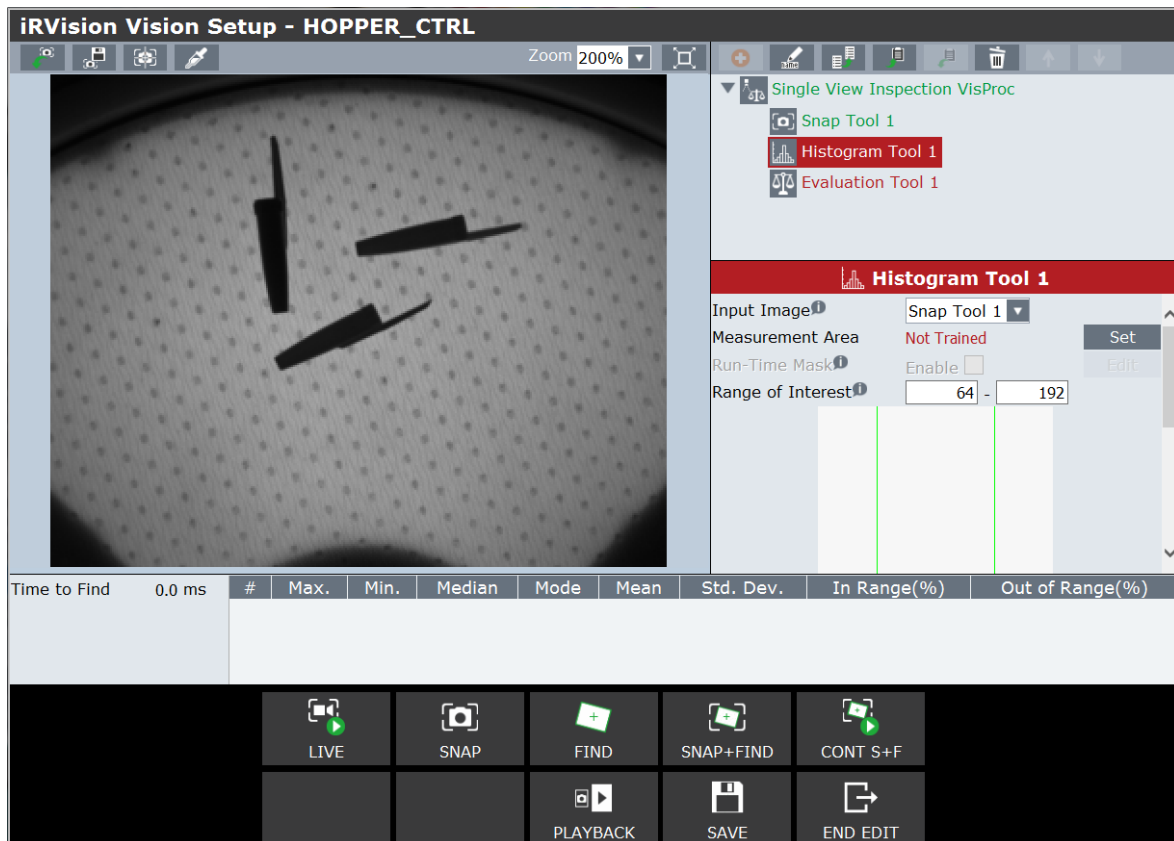 iRVision Vision Setup - HOPPER_CTRL
Zoom 200%
name
Single View Inspection VisProc
Snap Tool 1
Histogram Tool 1
Evaluation Tool 1
Histogram Tool 1
Input Image Snap Tool 1
Measurement Area Not Trained Set
Run-Time Mask Enable Edit
Range of Interest 64 - 192
Time to Find 0.0 ms # Max. Min. Median Mode Mean Std. Dev. In Range(%) Out of Range(%)
LIVE SNAP FIND SNAP+FIND CONT S+F
PLAYBACK SAVE END EDIT